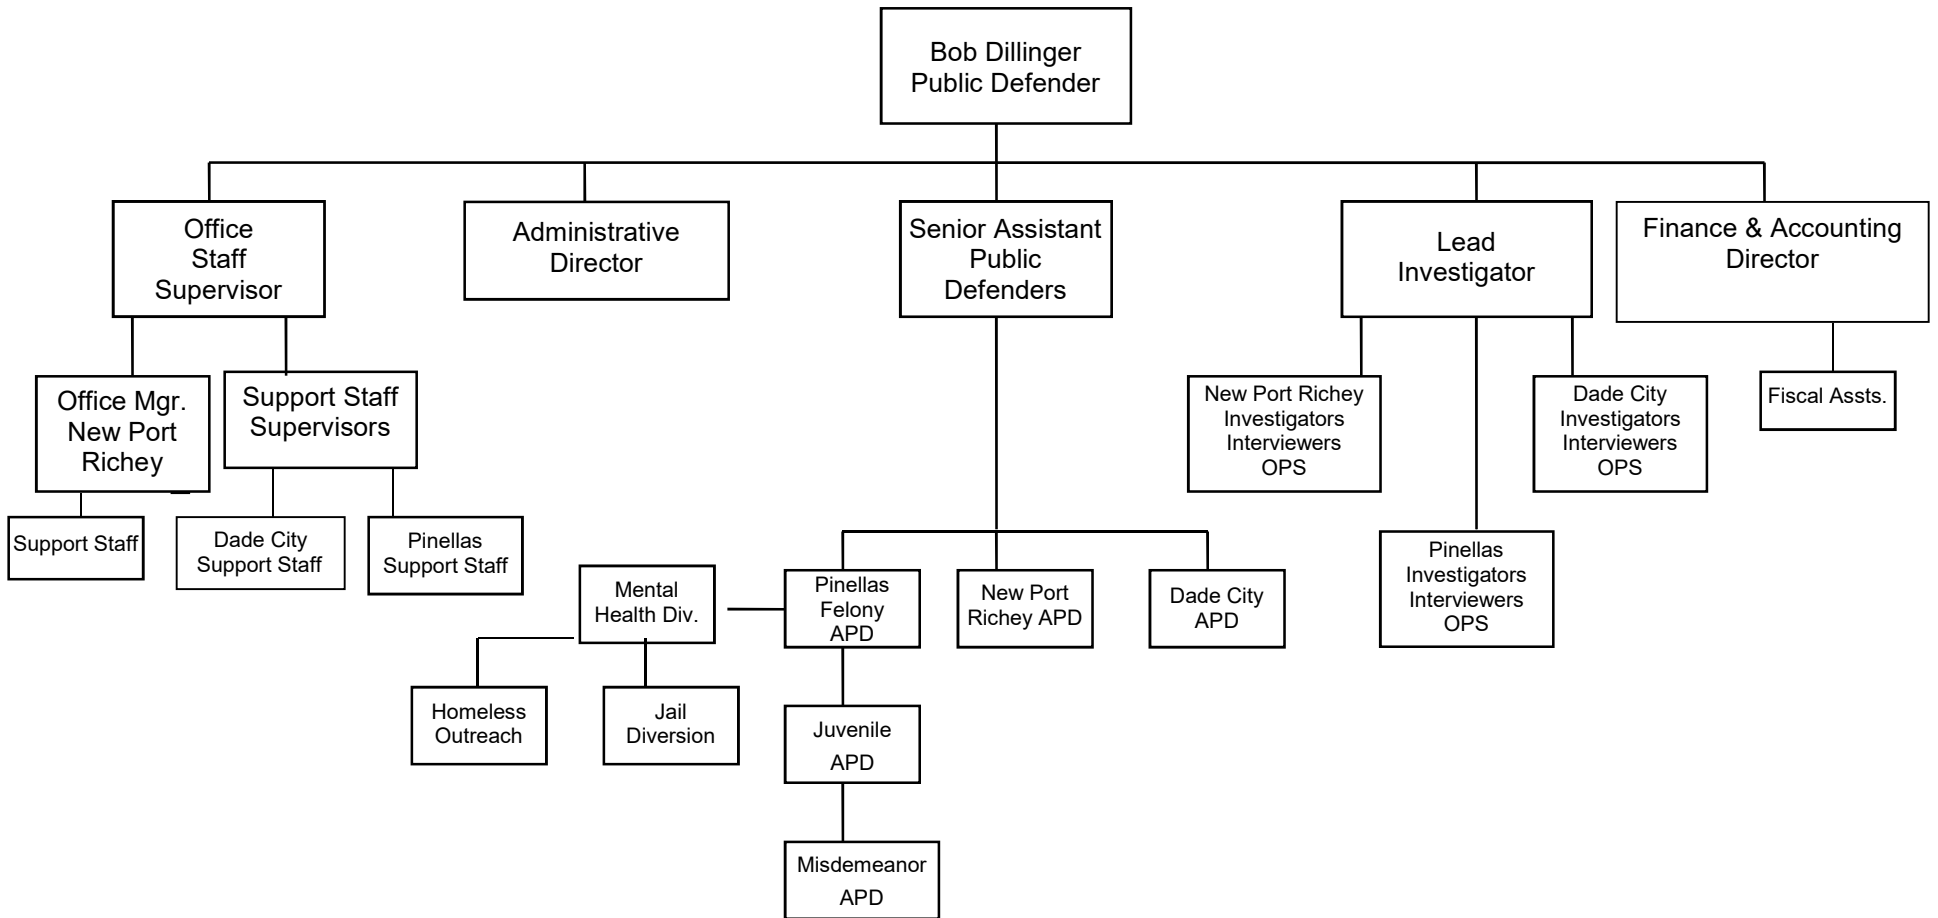 Bob Dillinger
Public Defender
Office
Staff
Supervisor
Administrative
Director
Senior Assistant
Public
Defenders
Lead
Investigator
Finance & Accounting
Director
Office Mgr.
New Port
Richey
Support Staff
Supervisors
New Port Richey
Investigators
Interviewers
OPS
Dade City
Investigators
Interviewers
OPS
Fiscal Assts.
Support Staff
Dade City
Support Staff
Pinellas
Support Staff
Pinellas
Investigators
Interviewers
OPS
Mental
Health Div.
Pinellas
Felony
APD
New Port
Richey APD
Dade City
APD
Homeless
Outreach
Jail
Diversion
Juvenile
APD
Misdemeanor
APD